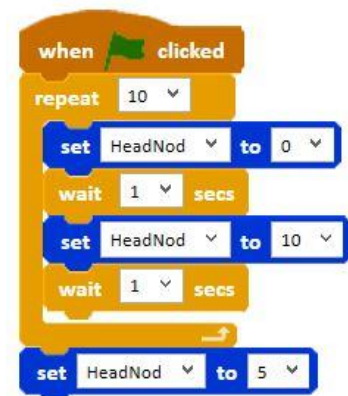 when clicked
repeat 10
set HeadNod to 0
wait 1 secs
set HeadNod to 10
wait 1 secs
set HeadNod to 5